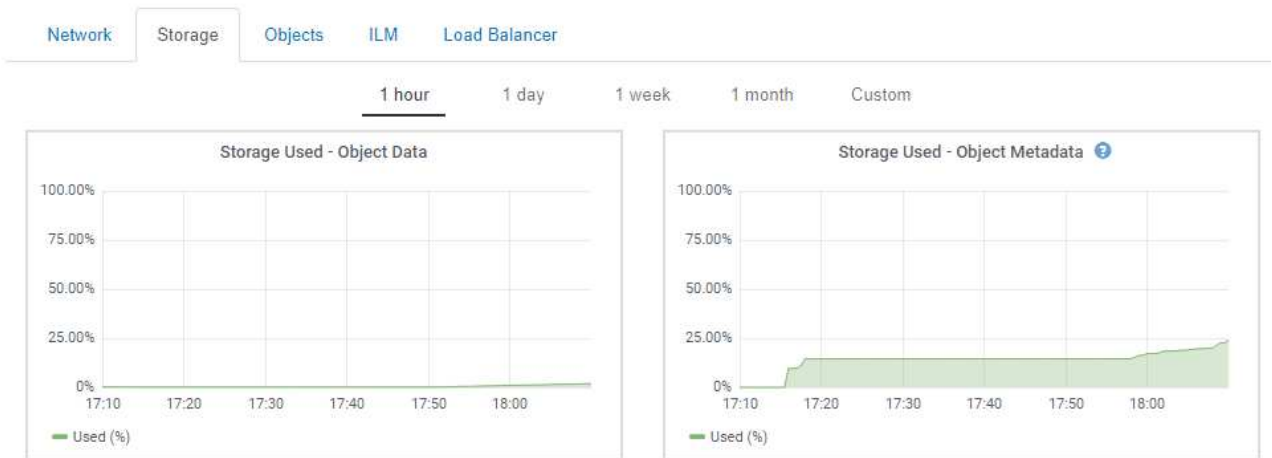 Network Storage Objects ILM Load Balancer
1 hour 1 day 1 week 1 month Custom
Storage Used - Object Data
100.00%
75.00%
50.00%
25.00%
0%
17:10 17:20 17:30 17:40 17:50 18:00
Used (%)
Storage Used - Object Metadata ?
100.00%
75.00%
50.00%
25.00%
0%
17:10 17:20 17:30 17:40 17:50 18:00
Used (%)